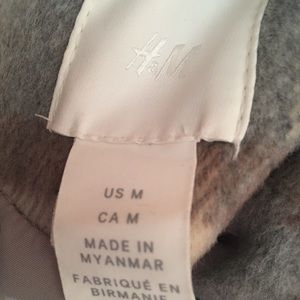 H&M
US M
CA M
MADE IN
MYANMAR
FABRIQUÉ EN
BIRMANIE